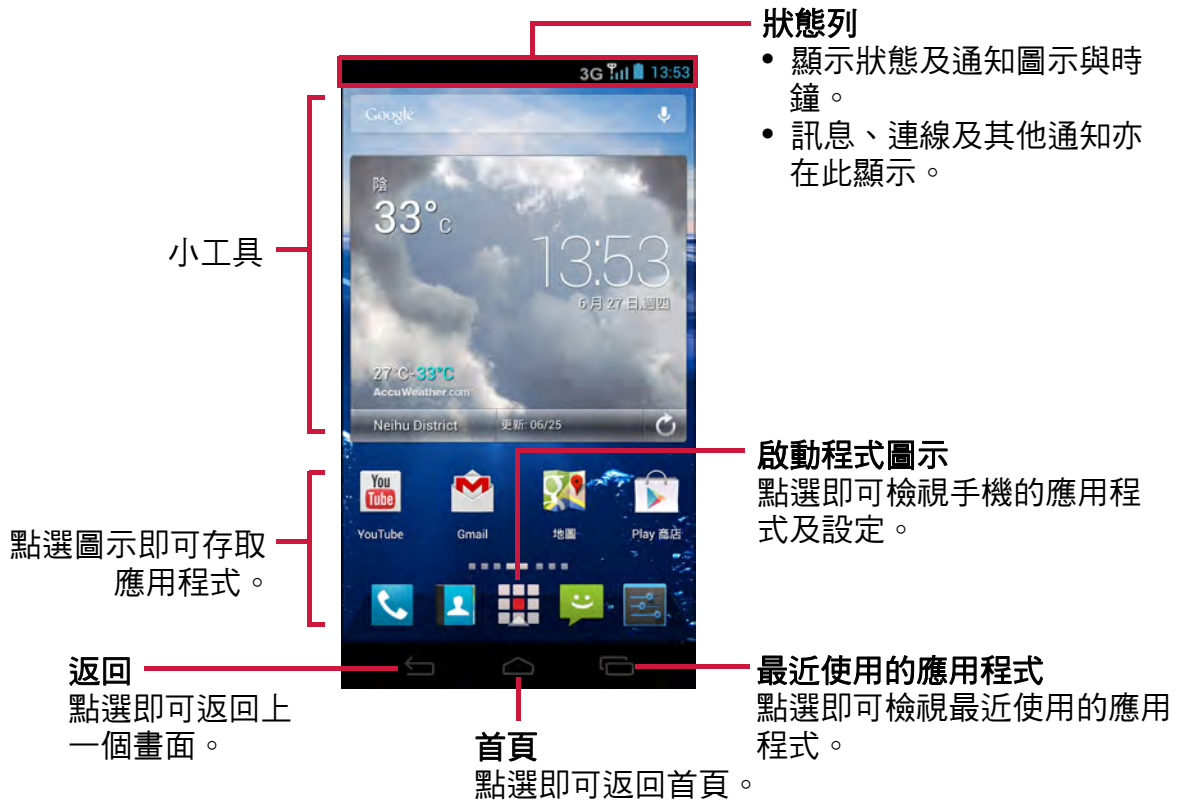 狀態列
• 顯示狀態及通知圖示與時
鐘。
• 訊息、連線及其他通知亦
在此顯示。
3G 13:53
Google
陰
33°C
13:53
6 月 27 日,週四
27°C-33°C
AccuWeather.com
Neihu District 更新: 06/25
小工具
啟動程式圖示
點選即可檢視手機的應用程
式及設定。
You
Tube
YouTube Gmail 地圖 Play 商店
點選圖示即可存取
應用程式。
返回
點選即可返回上
一個畫面。
首頁
點選即可返回首頁。
最近使用的應用程式
點選即可檢視最近使用的應用
程式。